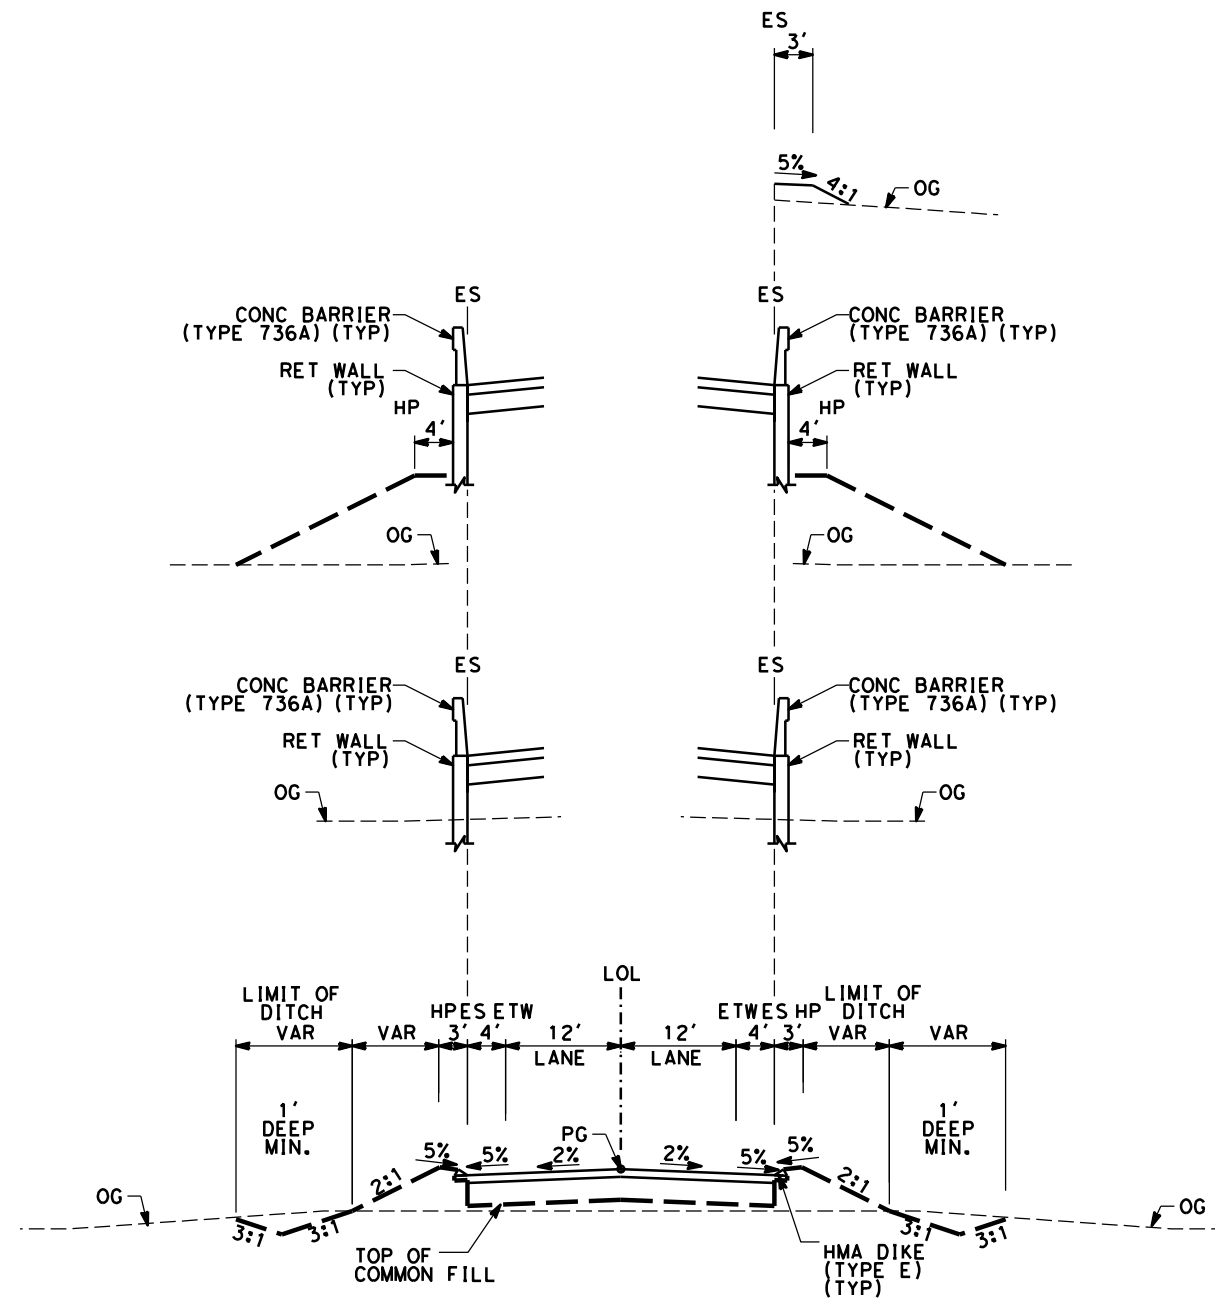 ES
3'
5%
4:1
OG
ES
ES
CONC BARRIER
(TYPE 736A) (TYP)
CONC BARRIER
(TYPE 736A) (TYP)
RET WALL
(TYP)
RET WALL
(TYP)
HP
HP
4'
4'
OG
OG
ES
ES
CONC BARRIER
(TYPE 736A) (TYP)
CONC BARRIER
(TYPE 736A) (TYP)
RET WALL
(TYP)
RET WALL
(TYP)
OG
OG
LOL
LIMIT OF
DITCH
LIMIT OF
DITCH
HP ES ETW
ETW ES HP
VAR VAR 3' 4' 12' 12' 4' 3' VAR VAR
LANE LANE
1'
DEEP
MIN.
1'
DEEP
MIN.
PG
5% 5% 2% 2% 5% 5%
2:1 2:1
OG
OG
3:1 3:1 3:1 3:1
TOP OF
COMMON FILL
HMA DIKE
(TYPE E)
(TYP)